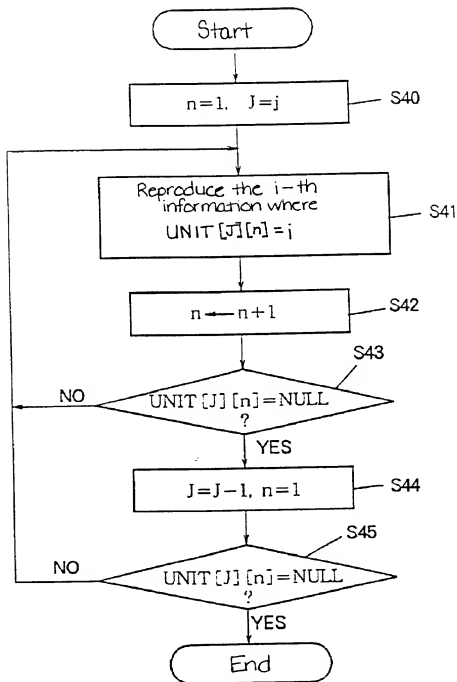 Start
n=1, J=j
S40
Reproduce the i-th
information where
UNIT[J][n]=i
S41
n←n+1
S42
S43
UNIT[J][n]=NULL
?
NO
YES
J=J-1, n=1
S44
S45
UNIT[J][n]=NULL
?
NO
YES
End